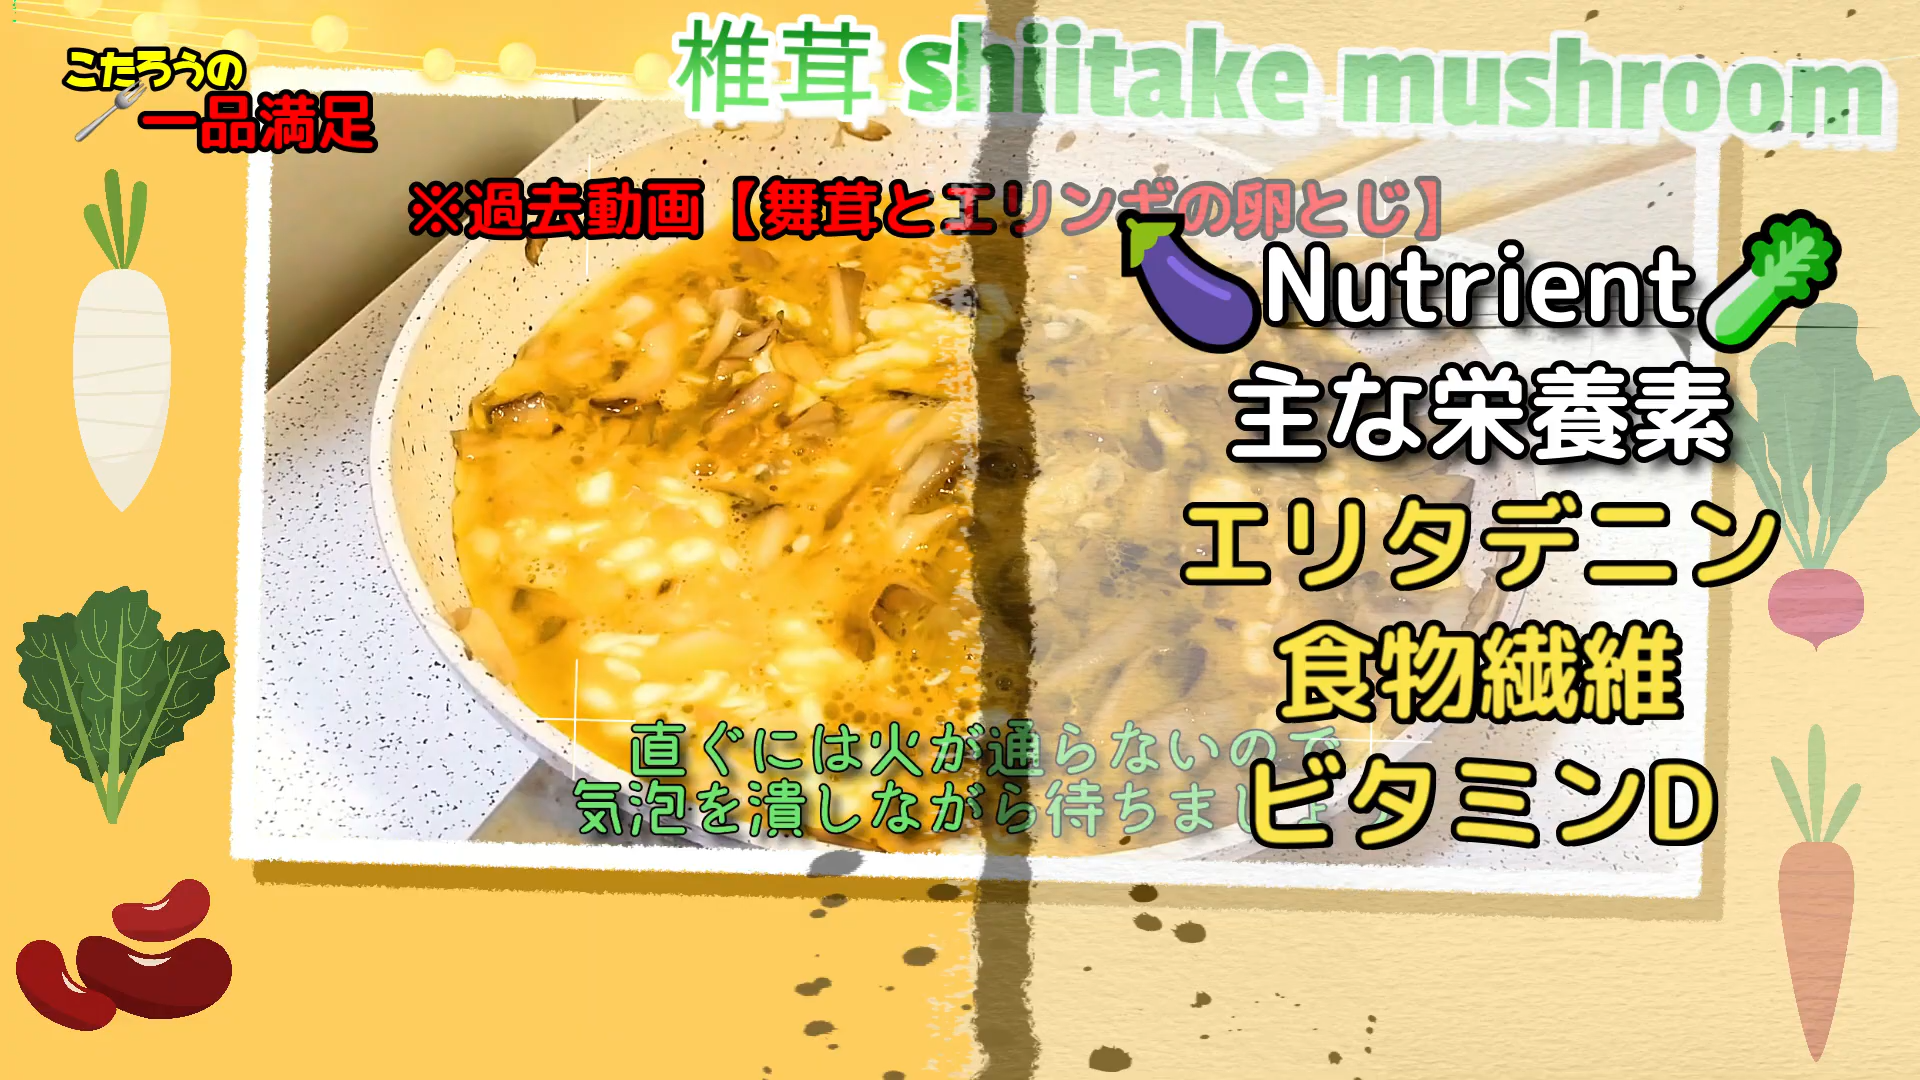 椎茸 shiitake mushroom
こたろうの
一品満足
※過去動画【舞茸とエリンギの卵とじ】
Nutrient
主な栄養素
エリタデニン
食物繊維
ビタミンD
直ぐには火が通らないので
気泡を潰しながら待ちましょう